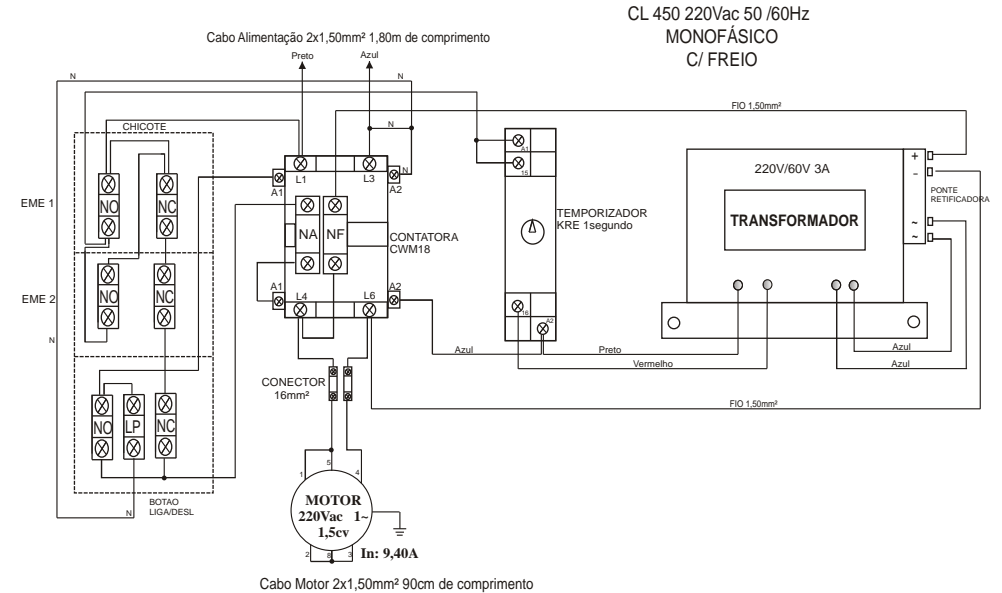 CL 450 220Vac 50 /60Hz
MONOFÁSICO
C/ FREIO
Cabo Alimentação 2x1,50mm² 1,80m de comprimento
Preto
Azul
N
N
FIO 1,50mm²
CHICOTE
N
L1
L3
N
A1
A2
EME 1
NO
NC
NA
NF
CONTATORA
CWM18
A1
15
TEMPORIZADOR
KRE 1segundo
220V/60V 3A
TRANSFORMADOR
+
-
~
~
PONTE
RETIFICADORA
EME 2
NO
NC
A1
A2
L4
L6
16
A2
N
Azul
Preto
Vermelho
Azul
Azul
CONECTOR
16mm²
FIO 1,50mm²
NO
LP
NC
N
BOTAO
LIGA/DESL
1
5
4
MOTOR
220Vac 1~
1,5cv
2
8
3
In: 9,40A
Cabo Motor 2x1,50mm² 90cm de comprimento